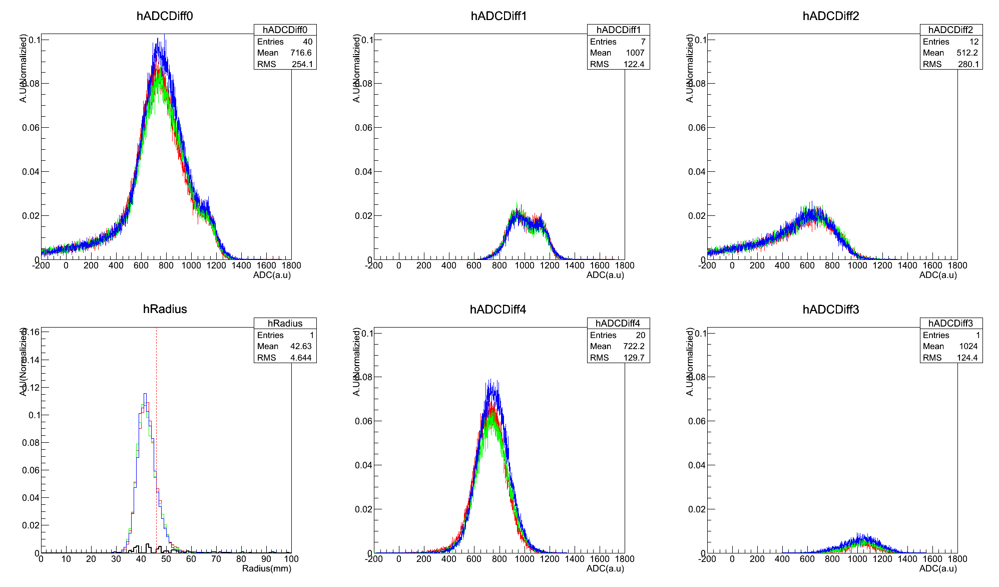 hADCDiff0
hADCDiff0
Entries 40
Mean 716.6
RMS 254.1
A.U(Normalizied)
0.1
0.08
0.06
0.04
0.02
0
-200 0 200 400 600 800 1000 1200 1400 1600 1800
ADC(a.u)
hADCDiff1
hADCDiff1
Entries 7
Mean 1007
RMS 122.4
A.U(Normalizied)
0.1
0.08
0.06
0.04
0.02
0
-200 0 200 400 600 800 1000 1200 1400 1600 1800
ADC(a.u)
hADCDiff2
hADCDiff2
Entries 12
Mean 512.2
RMS 280.1
A.U(Normalizied)
0.1
0.08
0.06
0.04
0.02
0
-200 0 200 400 600 800 1000 1200 1400 1600 1800
ADC(a.u)
hRadius
hRadius
Entries 1
Mean 42.63
RMS 4.644
A.U(Normalizied)
0.16
0.14
0.12
0.1
0.08
0.06
0.04
0.02
0
0 10 20 30 40 50 60 70 80 90 100
Radius(mm)
hADCDiff4
hADCDiff4
Entries 20
Mean 722.2
RMS 129.7
A.U(Normalizied)
0.1
0.08
0.06
0.04
0.02
0
-200 0 200 400 600 800 1000 1200 1400 1600 1800
ADC(a.u)
hADCDiff3
hADCDiff3
Entries 1
Mean 1024
RMS 124.4
A.U(Normalizied)
0.1
0.08
0.06
0.04
0.02
0
-200 0 200 400 600 800 1000 1200 1400 1600 1800
ADC(a.u)